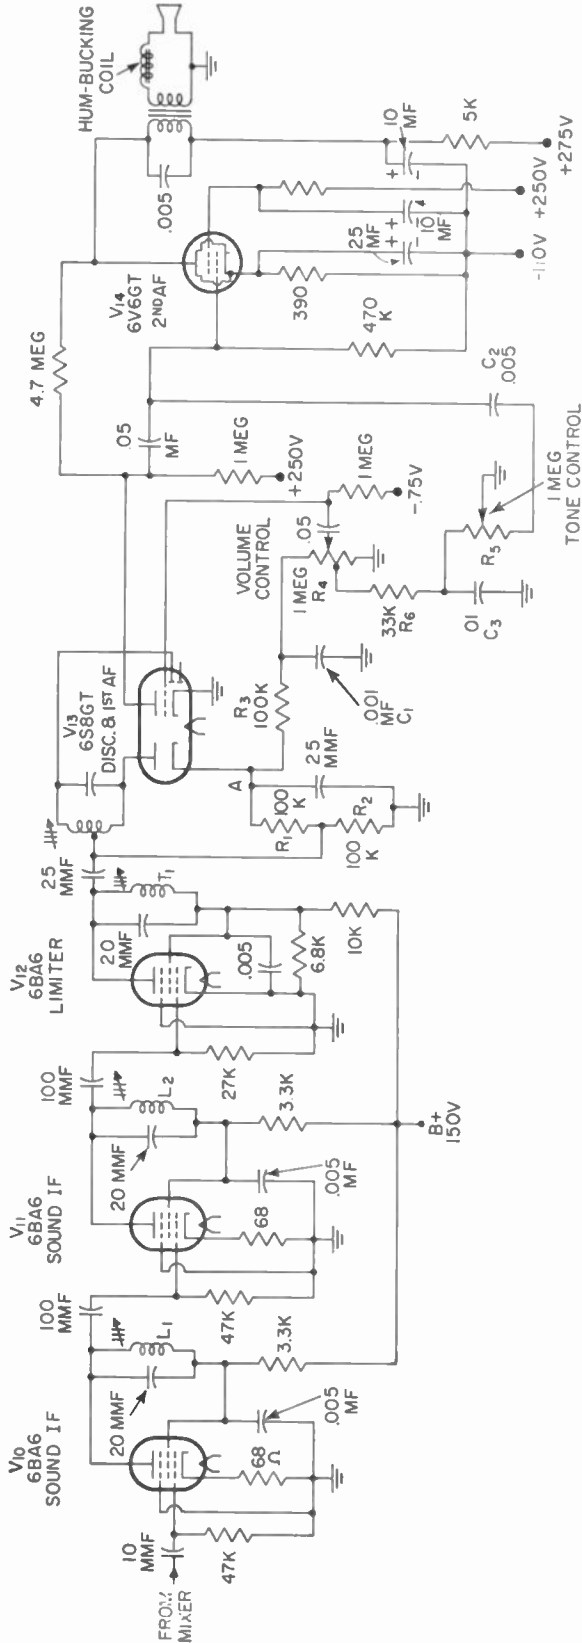 FROM
MIXER
10
MMF
47K
V10
6BA6
SOUND IF
68
Ω
20 MMF
L1
.005
MF
3.3K
100
MMF
47K
V11
6BA6
SOUND IF
68
20 MMF
L2
.005
MF
3.3K
B+
150V
100
MMF
27K
V12
6BA6
LIMITER
20
MMF
T1
.005
6.8K
10K
25
MMF
V13
6S8GT
DISC. & 1ST AF
A
R1
100
K
R2
100
K
25
MMF
R3
100K
.001
MF
C1
VOLUME
CONTROL
1 MEG
R4
.05
1 MEG
-.75V
33K
R6
.01
C3
R5
1 MEG
TONE CONTROL
C2
.005
4.7 MEG
.05
MF
1 MEG
+250V
V14
6V6GT
2ND AF
470
K
390
25
MF
10
MF
-110V
+250V
.005
HUM-BUCKING
COIL
10
MF
5K
+275V